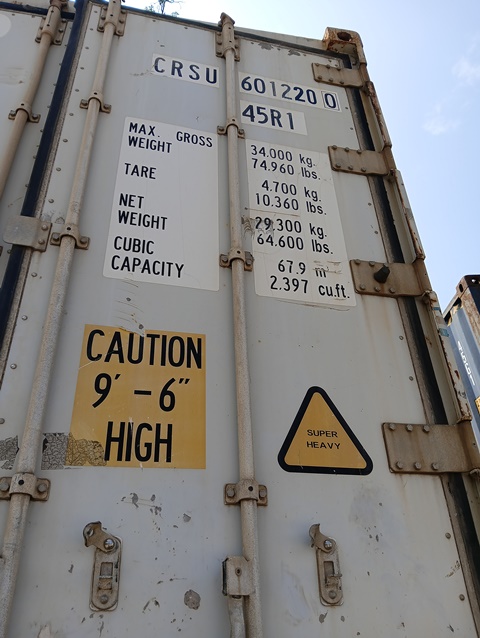 CRSU 601220 0
45R1
MAX. GROSS WEIGHT 34.000 kg.
74.960 lbs.
TARE 4.700 kg.
10.360 lbs.
NET WEIGHT 29.300 kg.
64.600 lbs.
CUBIC CAPACITY 67.9 m³
2.397 cu.ft.
CAUTION
9' – 6"
HIGH
SUPER
HEAVY